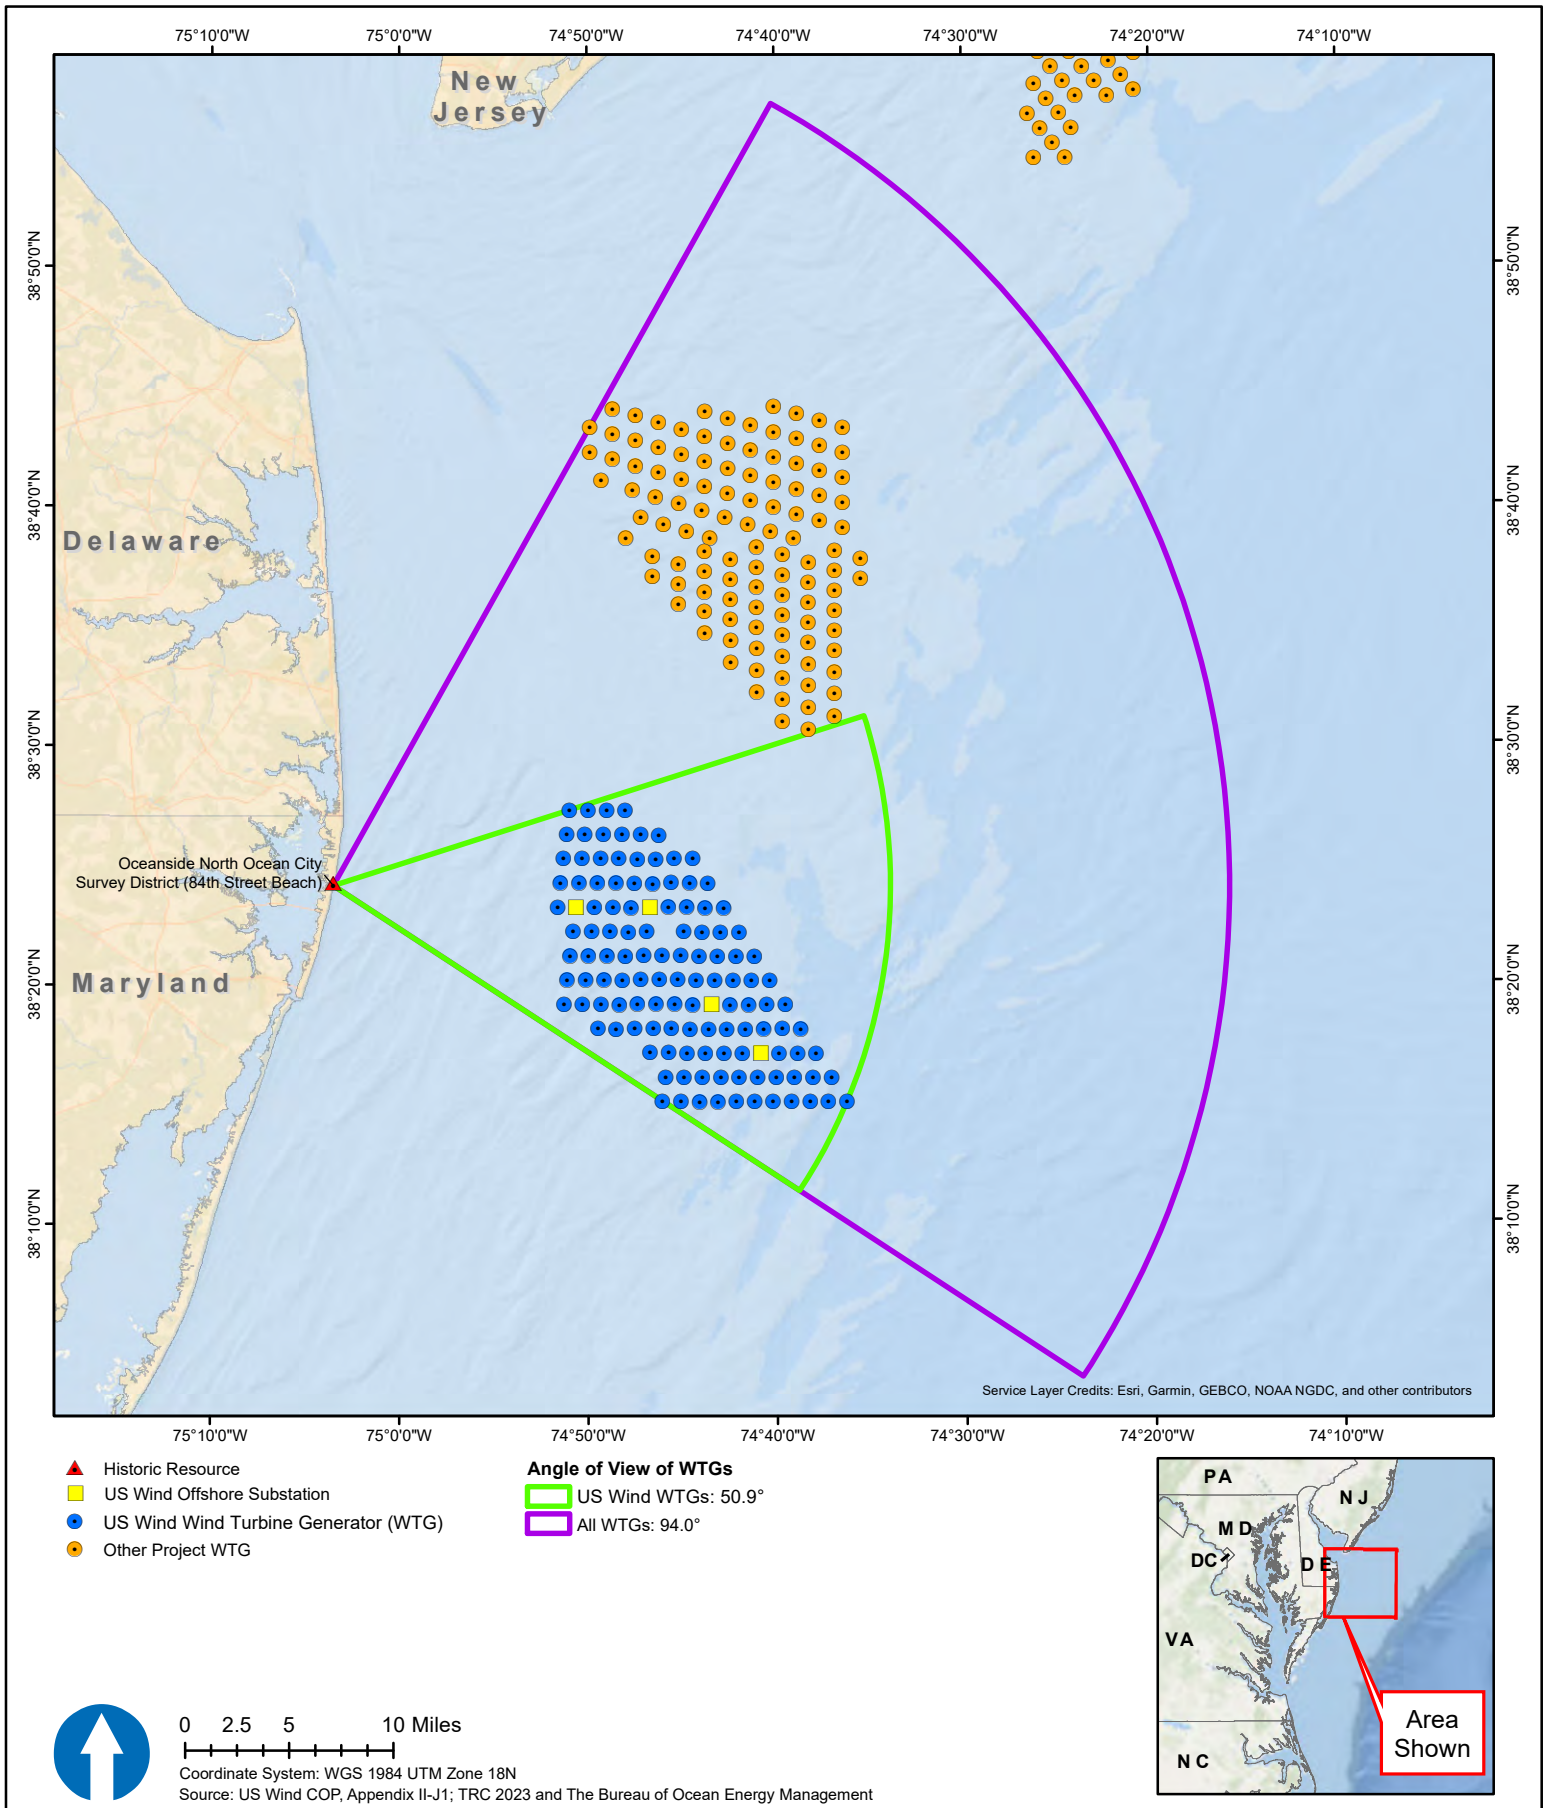 75°10'0"W 75°0'0"W 74°50'0"W 74°40'0"W 74°30'0"W 74°20'0"W 74°10'0"W
New
Jersey
38°50'0"N 38°50'0"N
38°40'0"N 38°40'0"N
Delaware
38°30'0"N 38°30'0"N
Oceanside North Ocean City
Survey District (84th Street Beach)
38°20'0"N 38°20'0"N
Maryland
38°10'0"N 38°10'0"N
Service Layer Credits: Esri, Garmin, GEBCO, NOAA NGDC, and other contributors
75°10'0"W 75°0'0"W 74°50'0"W 74°40'0"W 74°30'0"W 74°20'0"W 74°10'0"W
Historic Resource
US Wind Offshore Substation
US Wind Wind Turbine Generator (WTG)
Other Project WTG
Angle of View of WTGs
US Wind WTGs: 50.9°
All WTGs: 94.0°
PA
NJ
MD
DC
DE
VA
NC
Area
Shown
0 2.5 5 10 Miles
Coordinate System: WGS 1984 UTM Zone 18N
Source: US Wind COP, Appendix II-J1; TRC 2023 and The Bureau of Ocean Energy Management